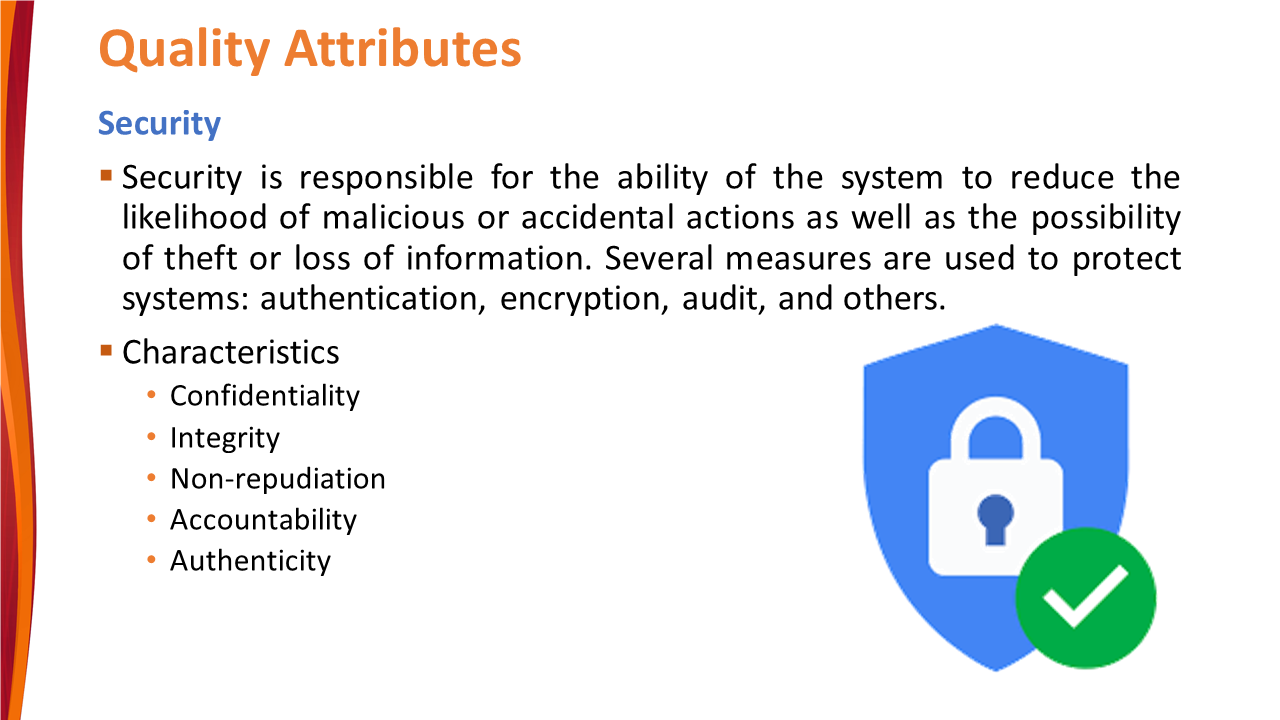 Quality Attributes
Security
▪ Security is responsible for the ability of the system to reduce the
likelihood of malicious or accidental actions as well as the possibility
of theft or loss of information. Several measures are used to protect
systems: authentication, encryption, audit, and others.
▪ Characteristics
• Confidentiality
• Integrity
• Non-repudiation
• Accountability
• Authenticity